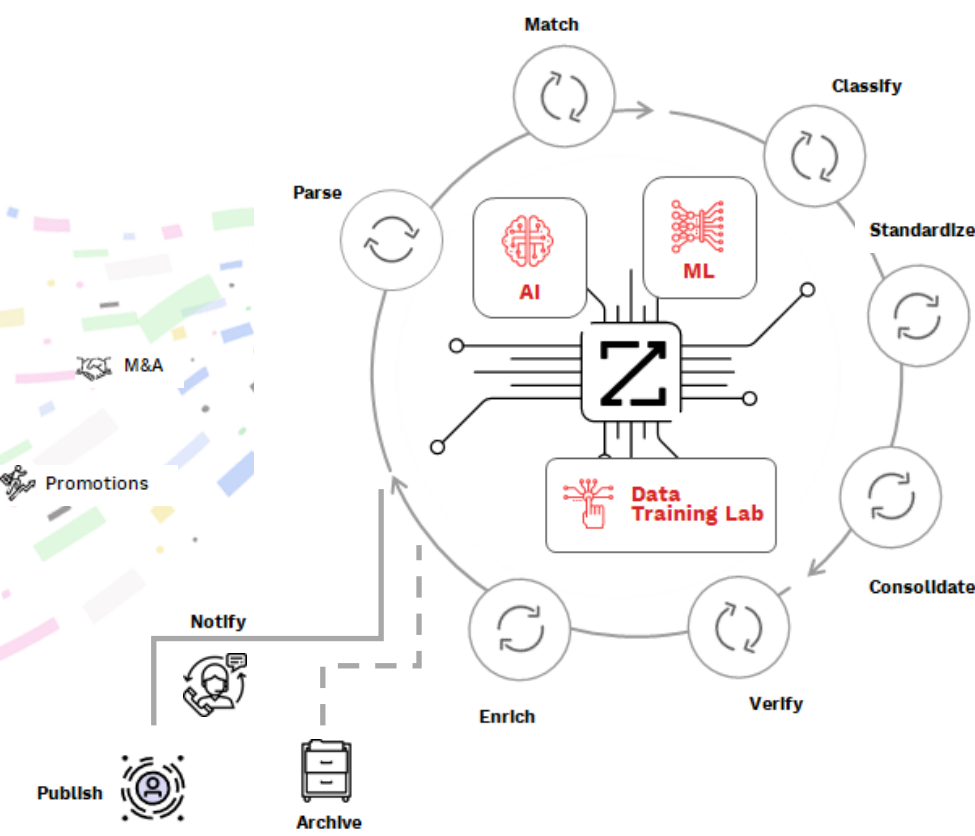 Match
Classify
Parse
Standardize
AI
ML
M&A
Promotions
Data
Training Lab
Consolidate
Notify
Verify
Enrich
Publish
Archive